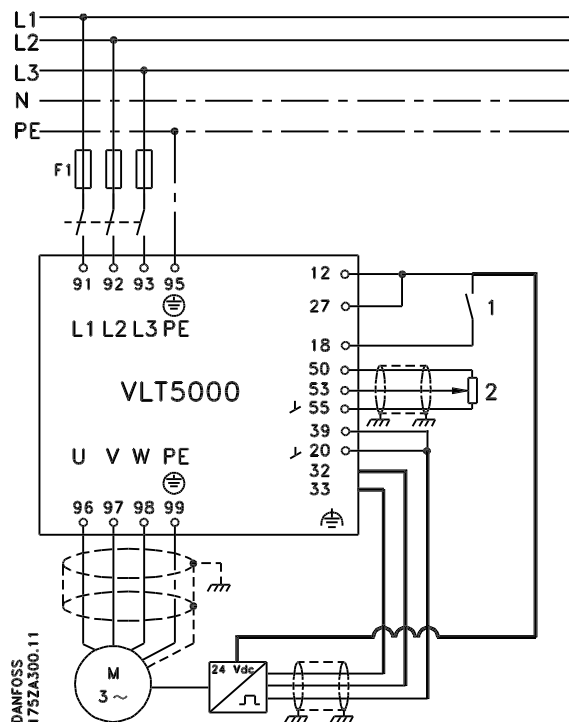 L1
L2
L3
N
PE
F1
91 92 93 95
L1 L2 L3 PE
VLT5000
U V W PE
96 97 98 99
12
27
18
50
53
55
39
20
32
33
1
2
M
3 ~
24 Vdc
DANFOSS
175ZA300.11